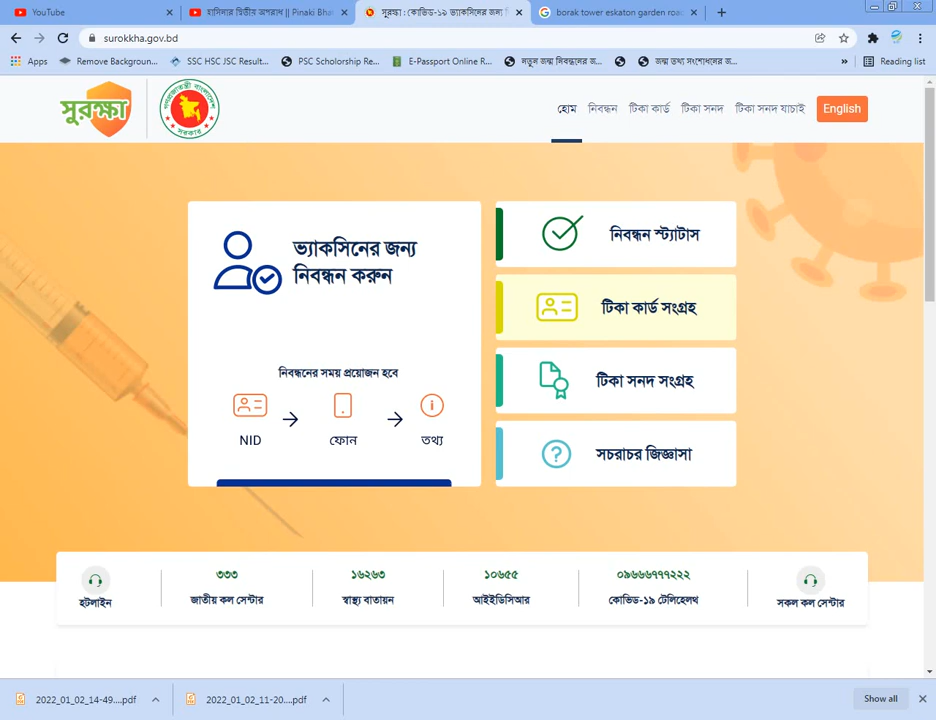 YouTube
হাসিনার দ্বিতীয় অপরাধ || Pinaki Bha
সুরক্ষা : কোভিড-১৯ ভ্যাকসিনের জন্য
borak tower eskaton garden road
surokkha.gov.bd
Apps
Remove Backgroun...
SSC HSC JSC Result...
PSC Scholorship Re...
E-Passport Online R...
নতুন জন্ম নিবন্ধনের জ...
জন্ম তথ্য সংশোধনের জ...
»
Reading list
সুরক্ষা
গণপ্রজাতন্ত্রী বাংলাদেশ
সরকার
হোম
নিবন্ধন
টিকা কার্ড
টিকা সনদ
টিকা সনদ যাচাই
English
ভ্যাকসিনের জন্য
নিবন্ধন করুন
নিবন্ধনের সময় প্রয়োজন হবে
NID
ফোন
তথ্য
নিবন্ধন স্ট্যাটাস
টিকা কার্ড সংগ্রহ
টিকা সনদ সংগ্রহ
সচরাচর জিজ্ঞাসা
হটলাইন
৩৩৩
জাতীয় কল সেন্টার
১৬২৬৩
স্বাস্থ্য বাতায়ন
১০৬৫৫
আইইডিসিআর
০৯৬৬৬৭৭৭২২২
কোভিড-১৯ টেলিহেলথ
সকল কল সেন্টার
2022_01_02_14-49....pdf
2022_01_02_11-20....pdf
Show all